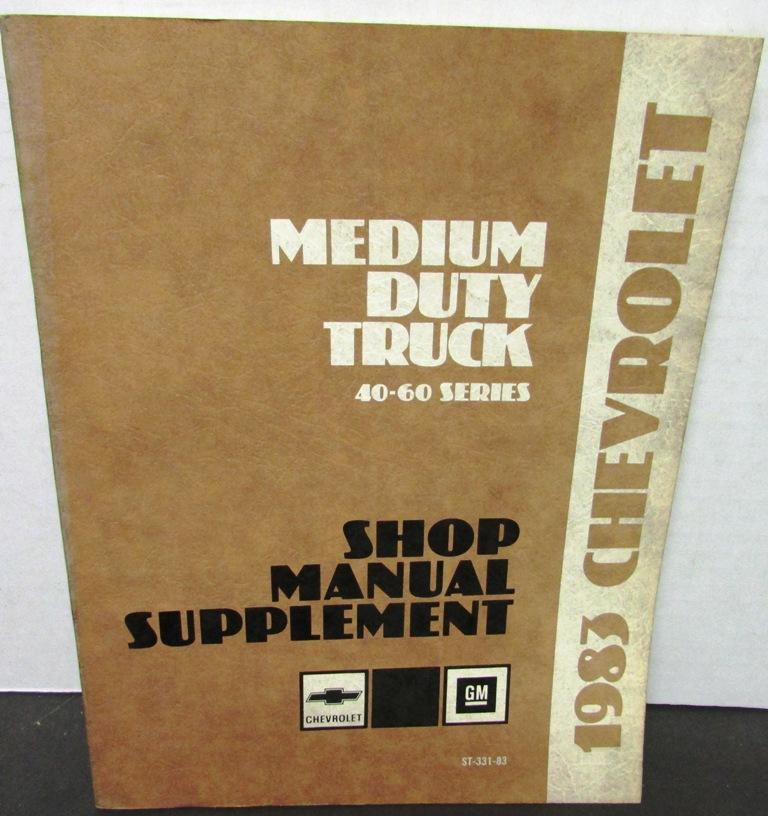 MEDIUM
DUTY
TRUCK
40-60 SERIES
SHOP
MANUAL
SUPPLEMENT
CHEVROLET
GM
ST-331-83
1983 CHEVROLET